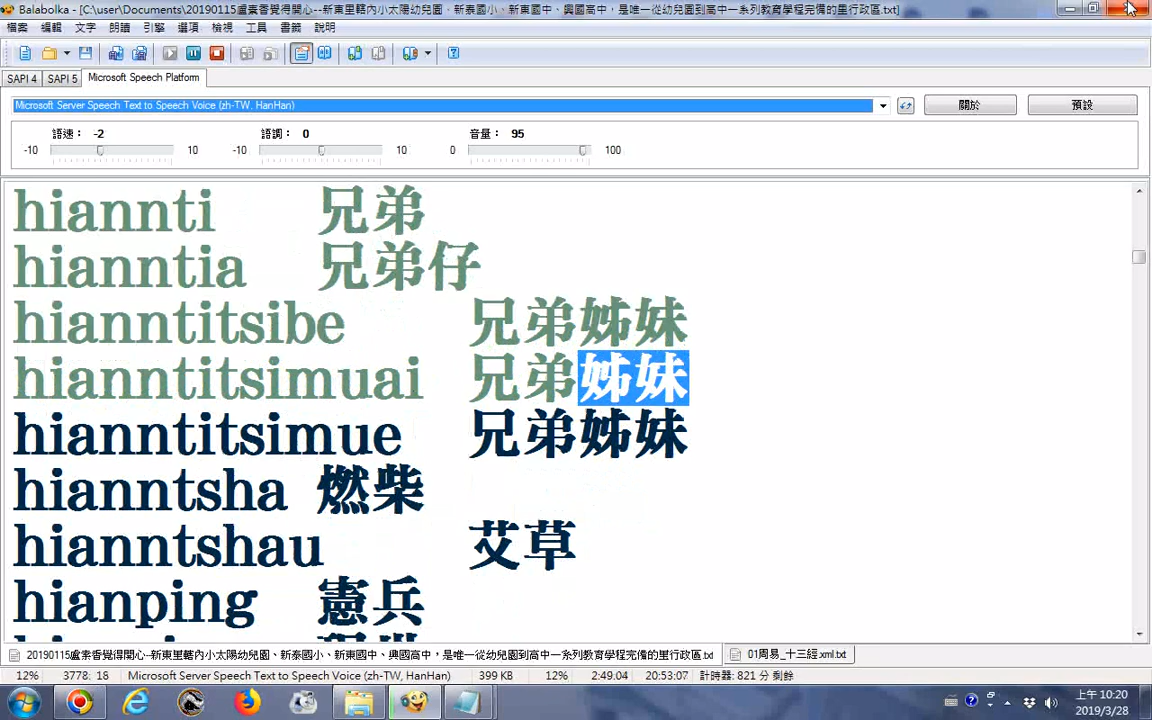 Balabolka - [C:\user\Documents\20190115盧素香覺得開心--新東里轄內小太陽幼兒園、新泰國小、新東國中、興國高中，是唯一從幼兒園到高中一系列教育學程完備的里行政區.txt]
檔案 編輯 文字 朗讀 引擎 選項 檢視 工具 書籤 說明
SAPI 4 SAPI 5 Microsoft Speech Platform
Microsoft Server Speech Text to Speech Voice (zh-TW, HanHan) 關於 預設
語速： -2 語調： 0 音量： 95
-10 10 -10 10 0 100
hiannti 兄弟
hianntia 兄弟仔
hianntitsibe 兄弟姊妹
hianntitsimuai 兄弟姊妹
hianntitsimue 兄弟姊妹
hianntsha 燃柴
hianntshau 艾草
hianping 憲兵
20190115盧素香覺得開心--新東里轄內小太陽幼兒園、新泰國小、新東國中、興國高中，是唯一從幼兒園到高中一系列教育學程完備的里行政區.txt 01周易_十三經.xml.txt
12% 3778: 18 Microsoft Server Speech Text to Speech Voice (zh-TW, HanHan) 399 KB 12% 2:49:04 20:53:07 計時器: 821 分 剩餘
上午 10:20
2019/3/28